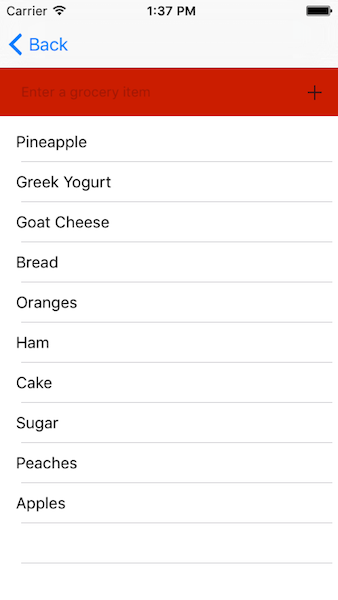 Carrier 1:37 PM
Back
Enter a grocery item +
Pineapple
Greek Yogurt
Goat Cheese
Bread
Oranges
Ham
Cake
Sugar
Peaches
Apples